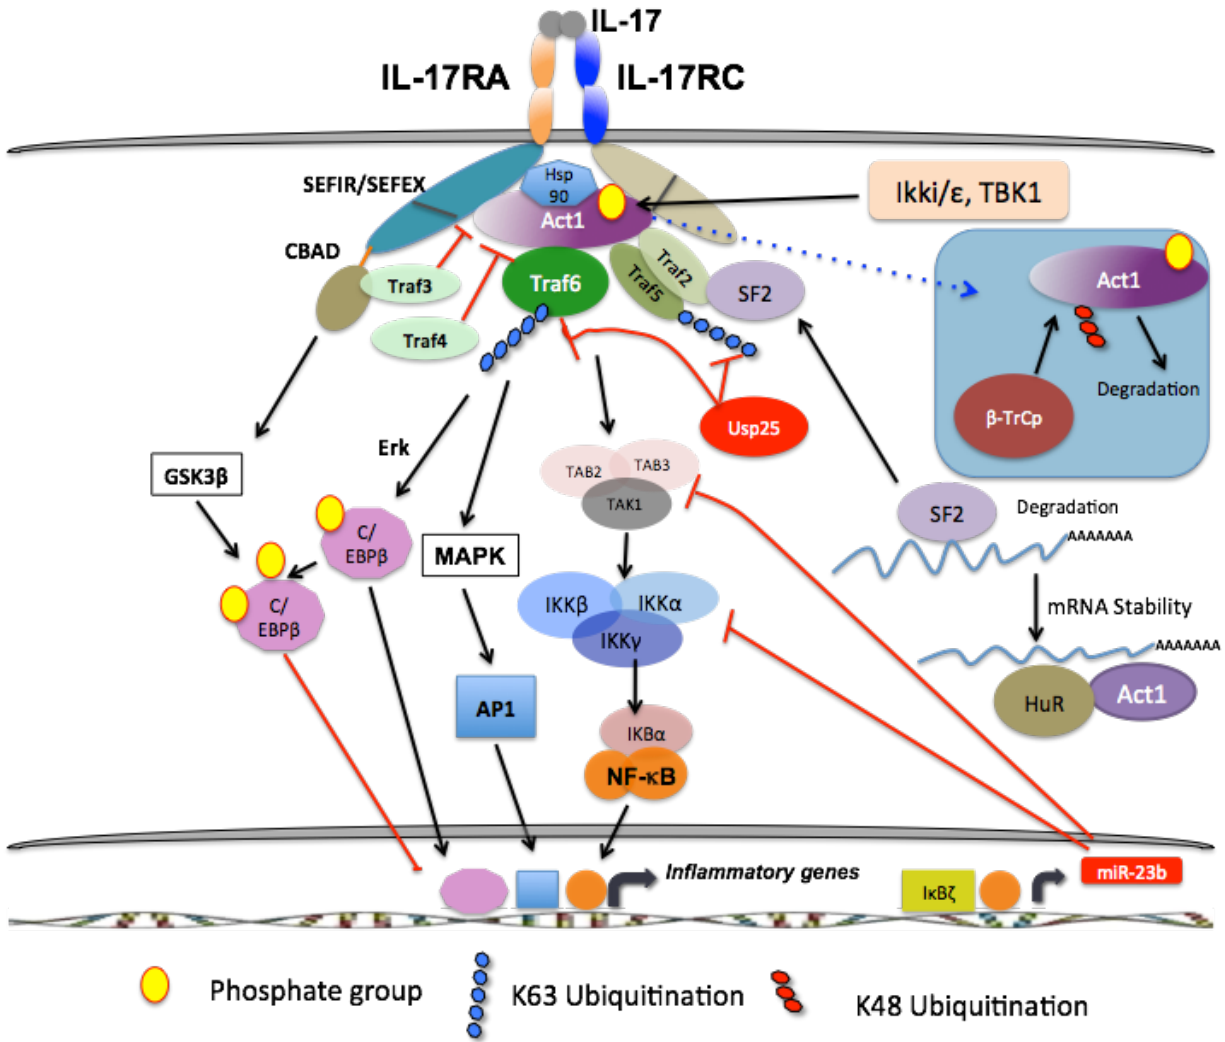 IL-17
IL-17RA
IL-17RC
SEFIR/SEFEX
Hsp
90
Act1
Ikki/ε, TBK1
CBAD
Traf3
Traf6
Traf2
Traf5
SF2
Traf4
Act1
β-TrCp
Degradation
Usp25
Erk
GSK3β
TAB2
TAB3
TAK1
SF2
Degradation
AAAAAAA
C/
EBPβ
MAPK
C/
EBPβ
IKKβ
IKKα
IKKγ
mRNA Stability
AAAAAAA
HuR
Act1
AP1
IKBα
NF-κB
Inflammatory genes
IκBζ
miR-23b
Phosphate group
K63 Ubiquitination
K48 Ubiquitination